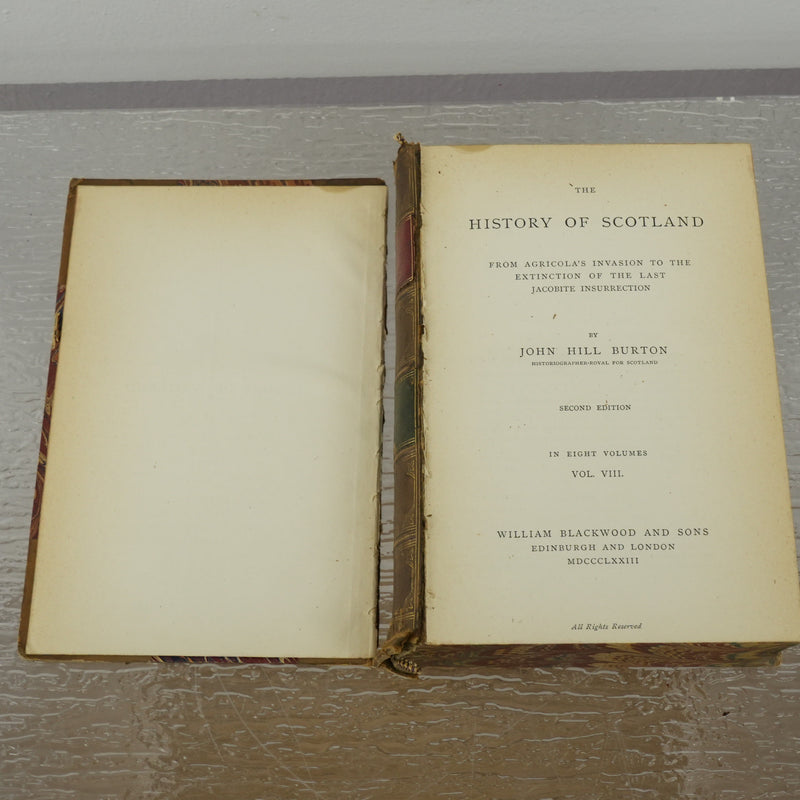 THE
HISTORY OF SCOTLAND
FROM AGRICOLA'S INVASION TO THE
EXTINCTION OF THE LAST
JACOBITE INSURRECTION
BY
JOHN HILL BURTON
HISTORIOGRAPHER-ROYAL FOR SCOTLAND
SECOND EDITION
IN EIGHT VOLUMES
VOL. VIII.
WILLIAM BLACKWOOD AND SONS
EDINBURGH AND LONDON
MDCCCLXXIII
All Rights Reserved